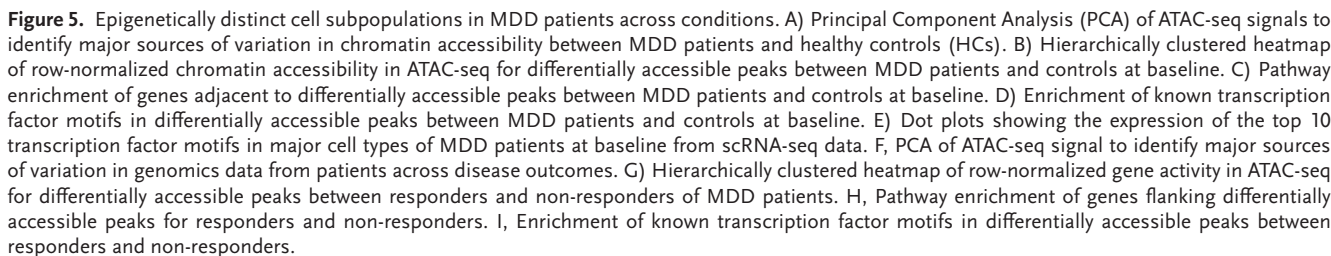 Figure 5. Epigenetically distinct cell subpopulations in MDD patients across conditions. A) Principal Component Analysis (PCA) of ATAC-seq signals to
identify major sources of variation in chromatin accessibility between MDD patients and healthy controls (HCs). B) Hierarchically clustered heatmap
of row-normalized chromatin accessibility in ATAC-seq for differentially accessible peaks between MDD patients and controls at baseline. C) Pathway
enrichment of genes adjacent to differentially accessible peaks between MDD patients and controls at baseline. D) Enrichment of known transcription
factor motifs in differentially accessible peaks between MDD patients and controls at baseline. E) Dot plots showing the expression of the top 10
transcription factor motifs in major cell types of MDD patients at baseline from scRNA-seq data. F, PCA of ATAC-seq signal to identify major sources
of variation in genomics data from patients across disease outcomes. G) Hierarchically clustered heatmap of row-normalized gene activity in ATAC-seq
for differentially accessible peaks between responders and non-responders of MDD patients. H, Pathway enrichment of genes flanking differentially
accessible peaks for responders and non-responders. I, Enrichment of known transcription factor motifs in differentially accessible peaks between
responders and non-responders.